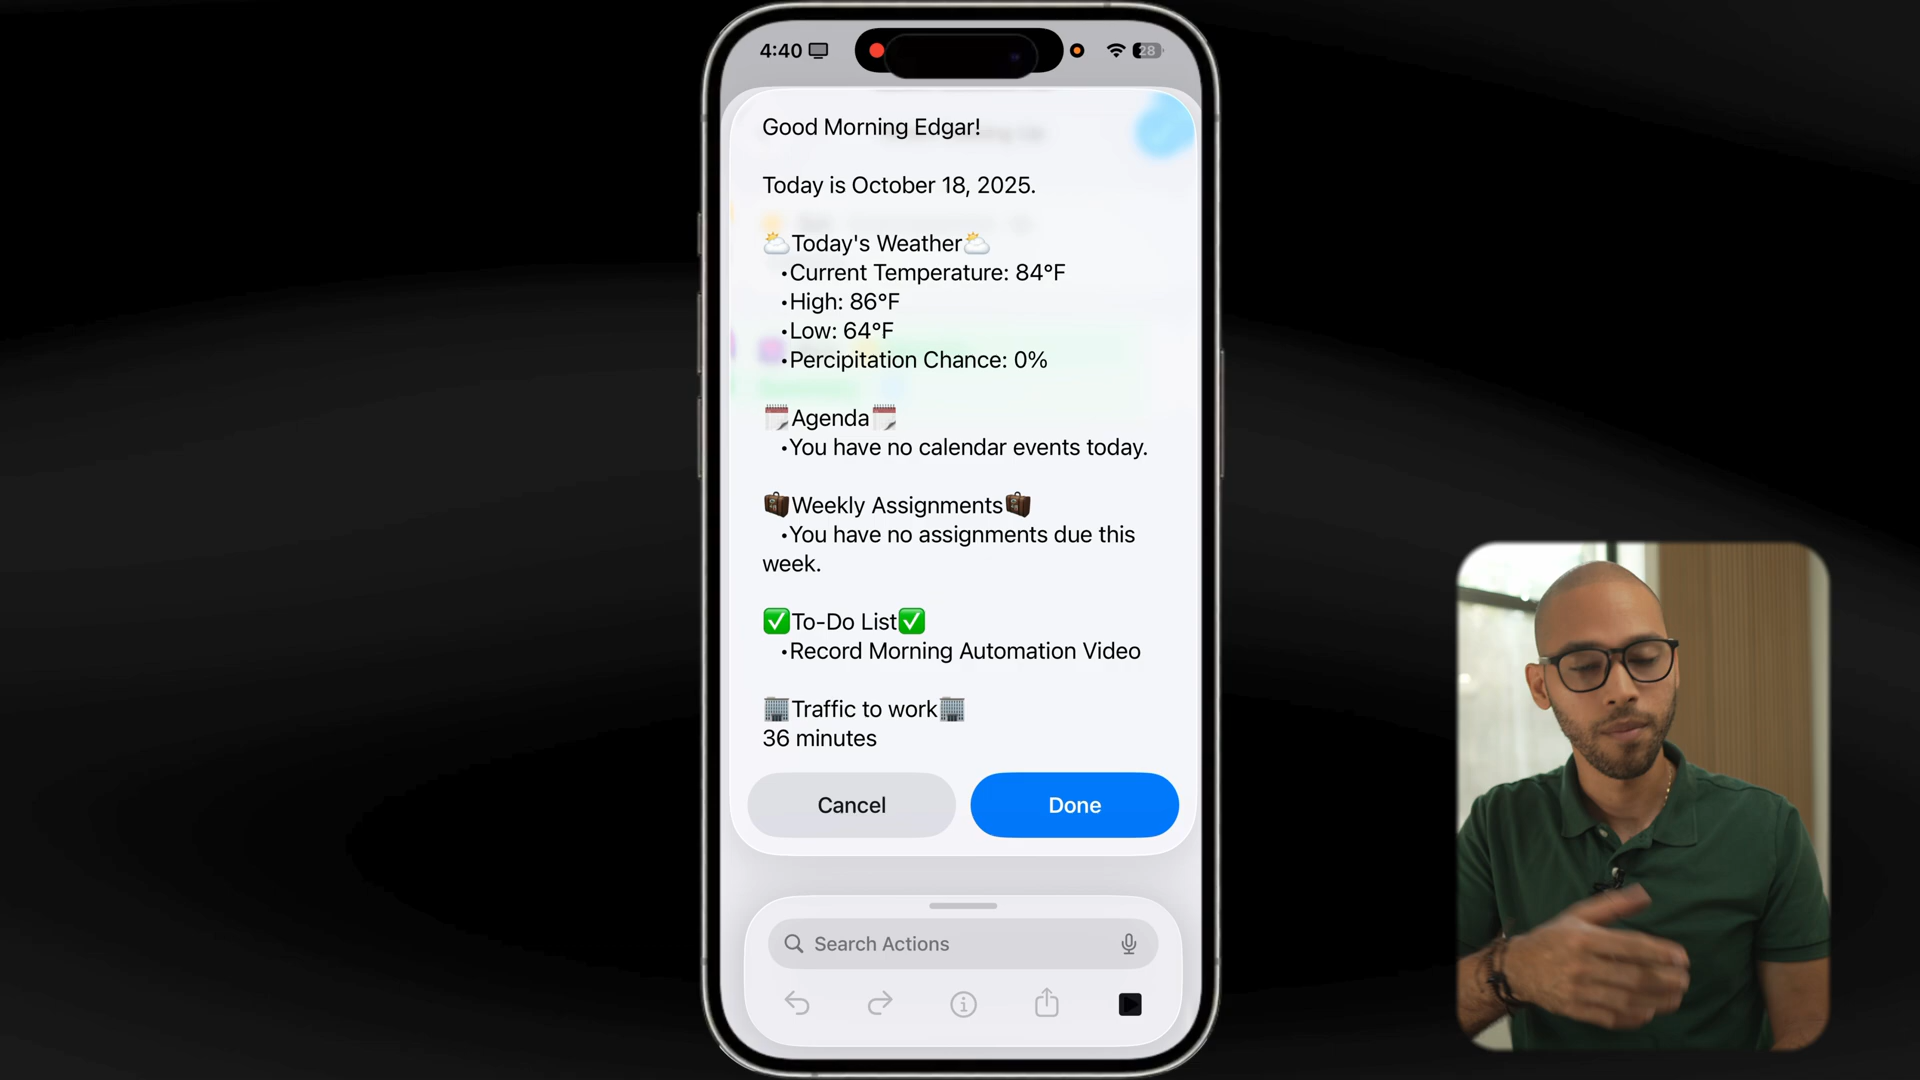 4:40
28
Good Morning Edgar!
Today is October 18, 2025.
🌤️Today's Weather🌤️
•Current Temperature: 84°F
•High: 86°F
•Low: 64°F
•Percipitation Chance: 0%
🗓️Agenda🗓️
•You have no calendar events today.
💼Weekly Assignments💼
•You have no assignments due this
week.
✅To-Do List✅
•Record Morning Automation Video
🏢Traffic to work🏢
36 minutes
Cancel
Done
Search Actions